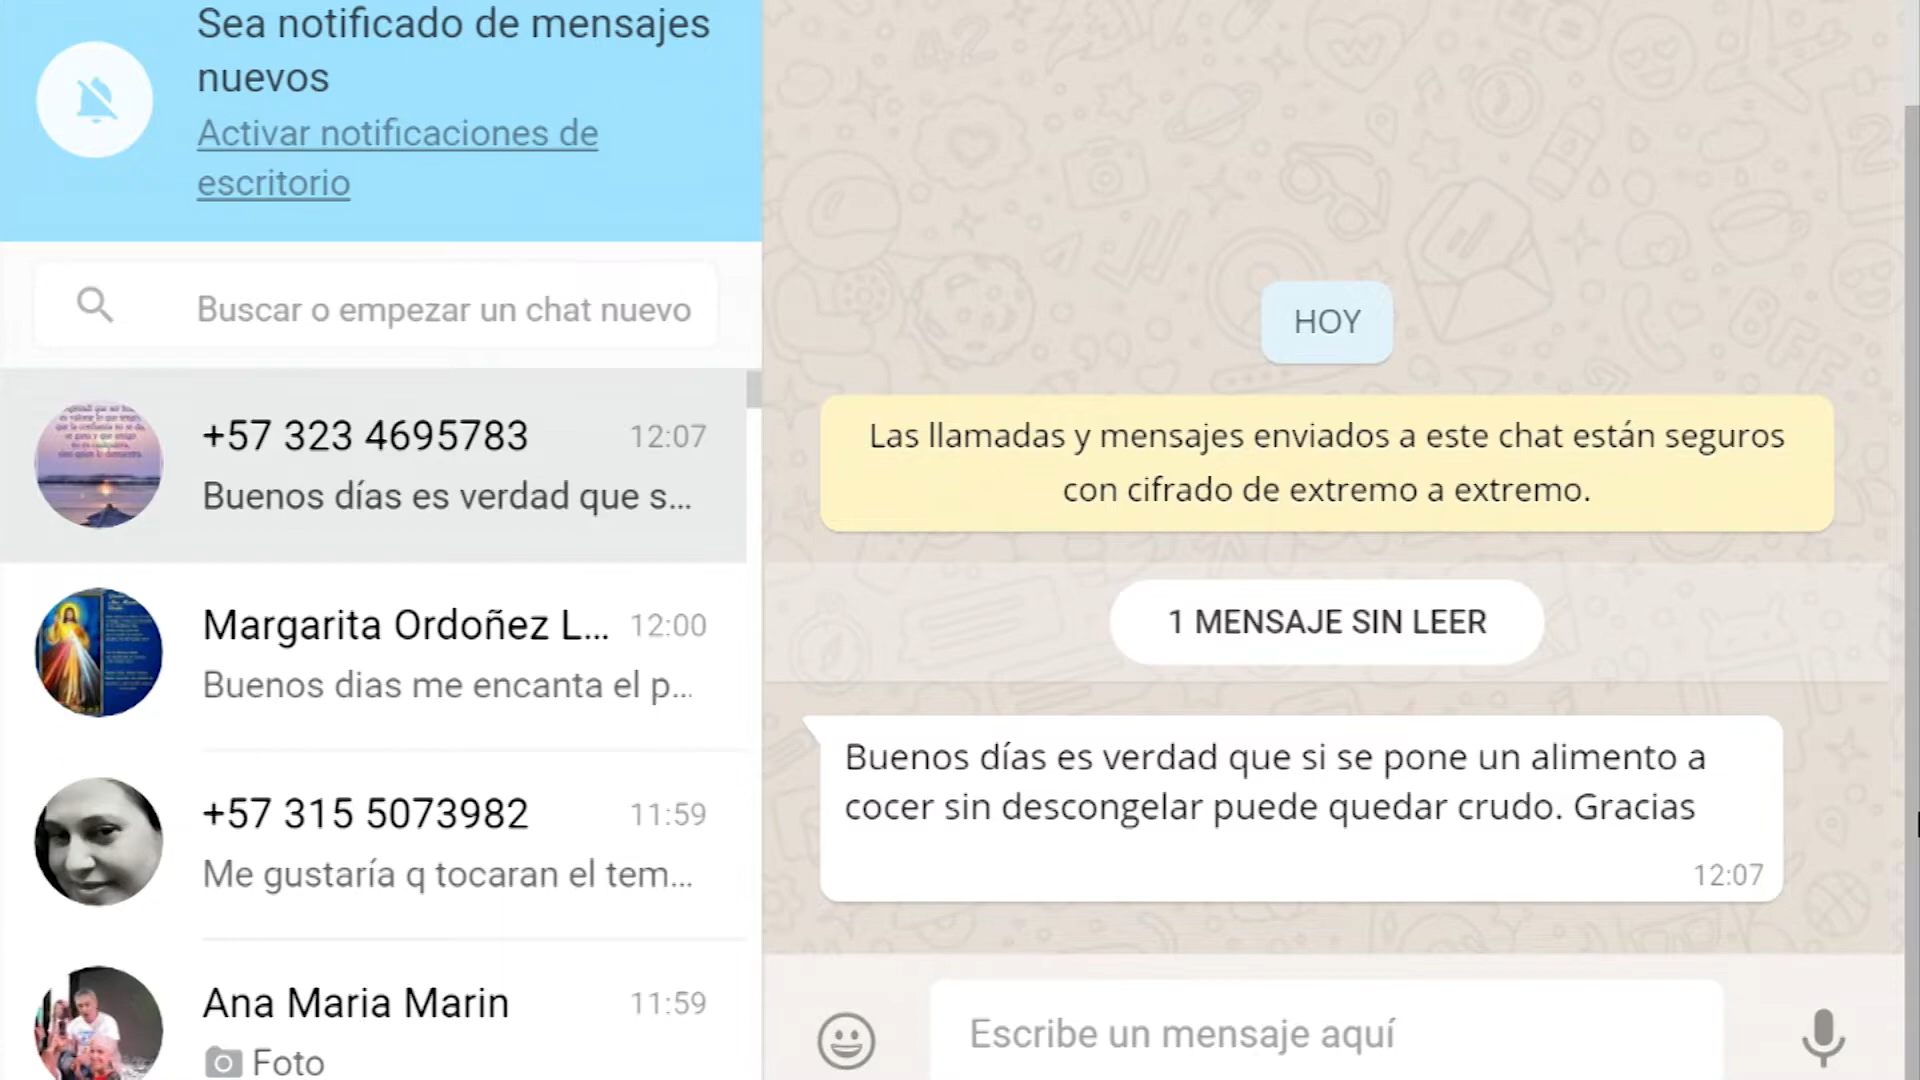 Sea notificado de mensajes
nuevos
Activar notificaciones de
escritorio
Buscar o empezar un chat nuevo
+57 323 4695783
12:07
Buenos días es verdad que s...
Margarita Ordoñez L...
12:00
Buenos dias me encanta el p...
+57 315 5073982
11:59
Me gustaría q tocaran el tem...
Ana Maria Marin
11:59
Foto
HOY
Las llamadas y mensajes enviados a este chat están seguros
con cifrado de extremo a extremo.
1 MENSAJE SIN LEER
Buenos días es verdad que si se pone un alimento a
cocer sin descongelar puede quedar crudo. Gracias
12:07
Escribe un mensaje aquí